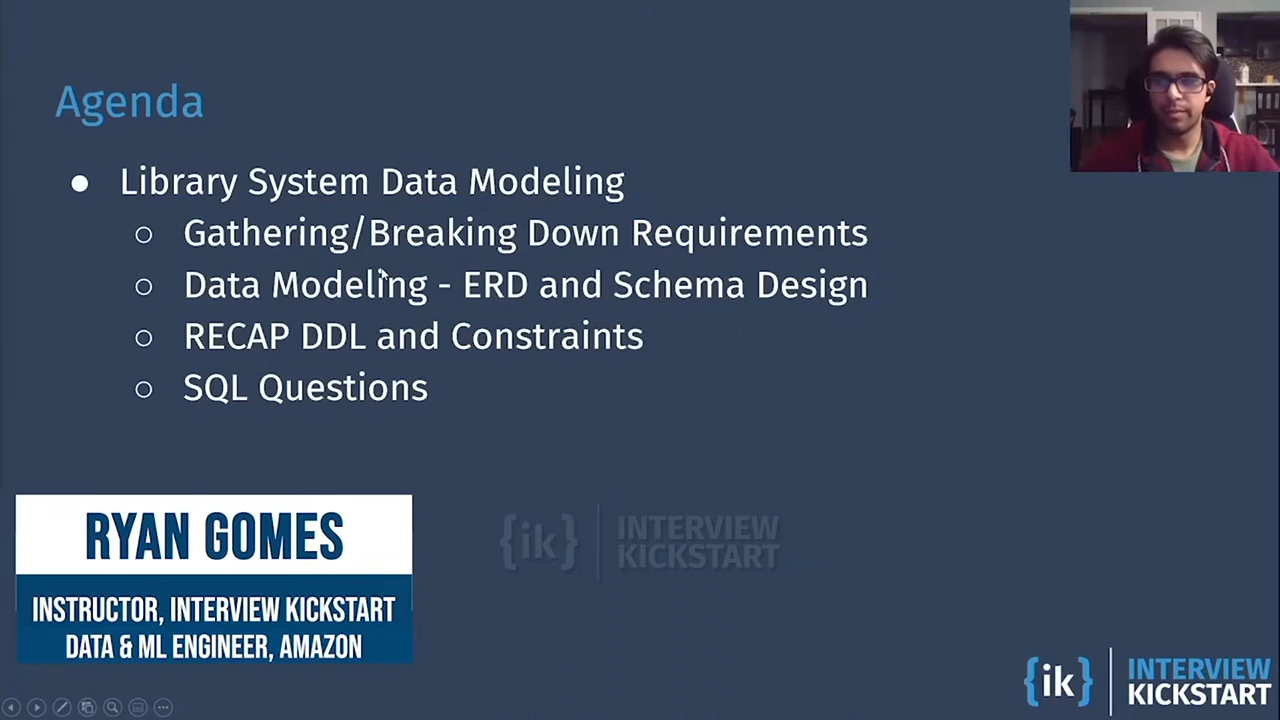 Agenda
● Library System Data Modeling
○ Gathering/Breaking Down Requirements
○ Data Modeling - ERD and Schema Design
○ RECAP DDL and Constraints
○ SQL Questions
RYAN GOMES
INSTRUCTOR, INTERVIEW KICKSTART
DATA & ML ENGINEER, AMAZON
{ik} INTERVIEW
KICKSTART
{ik} INTERVIEW
KICKSTART